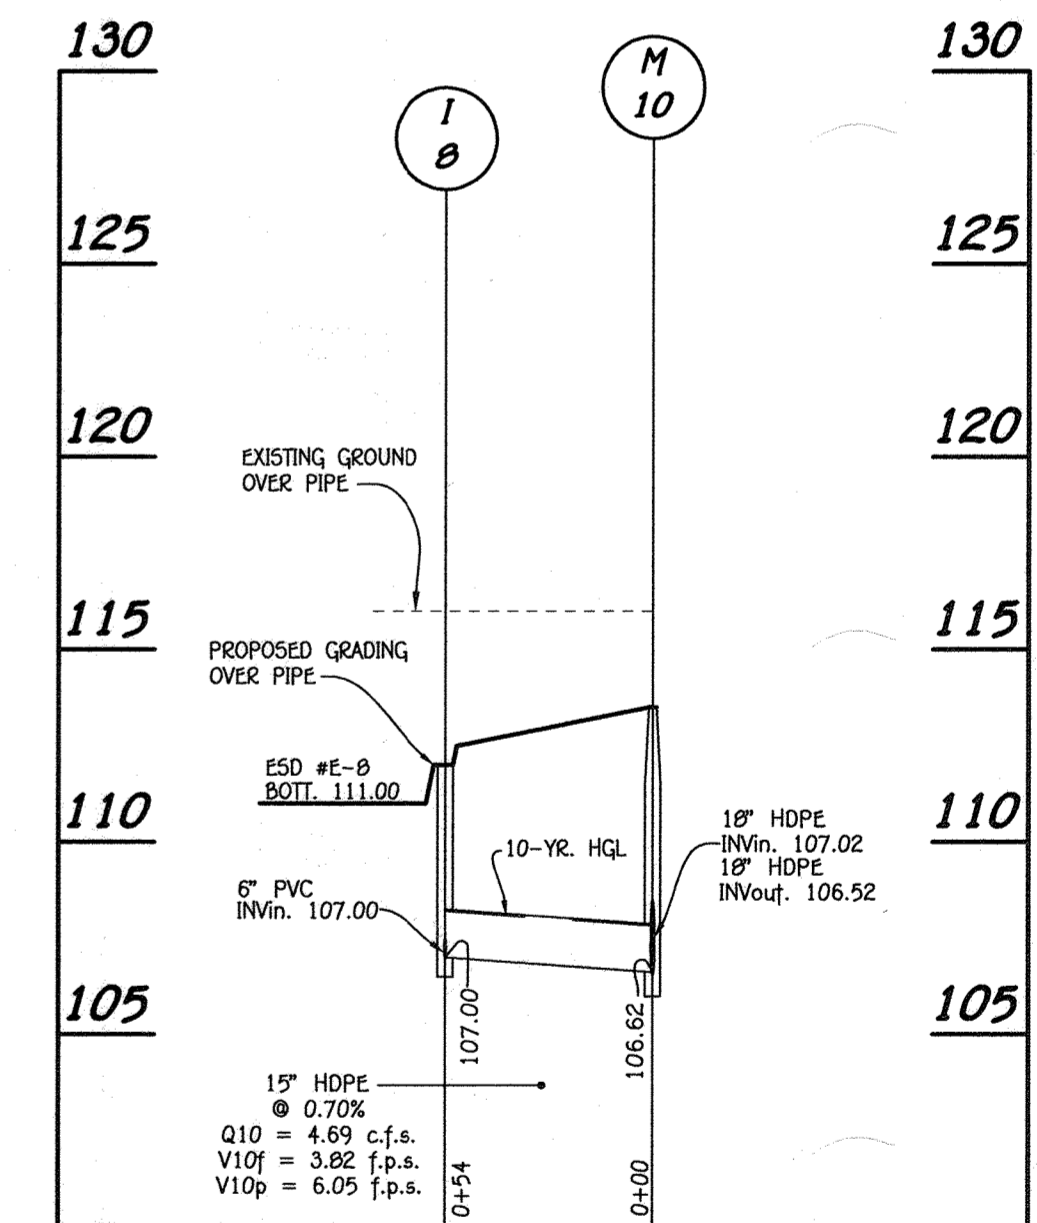 130
130
I
8
M
10
125
125
120
120
EXISTING GROUND
OVER PIPE
115
115
PROPOSED GRADING
OVER PIPE
ESD #E-8
BOTT. 111.00
110
110
10-YR. HGL
18" HDPE
INVin. 107.02
18" HDPE
INVout. 106.52
6" PVC
INVin. 107.00
107.00
106.62
105
105
15" HDPE
@ 0.70%
Q10 = 4.69 c.f.s.
V10f = 3.82 f.p.s.
V10p = 6.05 f.p.s.
0+54
0+00